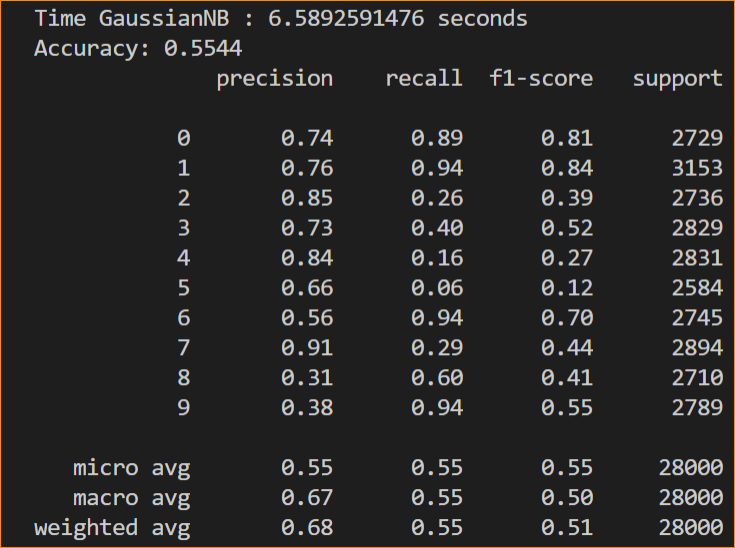 Time GaussianNB : 6.5892591476 seconds
Accuracy: 0.5544
precision recall f1-score support
0 0.74 0.89 0.81 2729
1 0.76 0.94 0.84 3153
2 0.85 0.26 0.39 2736
3 0.73 0.40 0.52 2829
4 0.84 0.16 0.27 2831
5 0.66 0.06 0.12 2584
6 0.56 0.94 0.70 2745
7 0.91 0.29 0.44 2894
8 0.31 0.60 0.41 2710
9 0.38 0.94 0.55 2789
micro avg 0.55 0.55 0.55 28000
macro avg 0.67 0.55 0.50 28000
weighted avg 0.68 0.55 0.51 28000